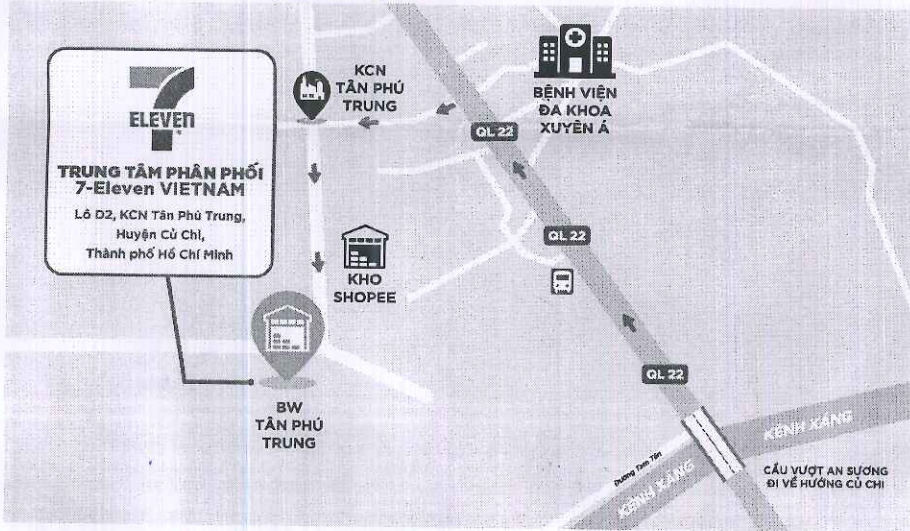 7
ELEVEN
TRUNG TÂM PHÂN PHỐI
7-Eleven VIETNAM
Lô D2, KCN Tân Phú Trung,
Huyện Củ Chi,
Thành phố Hồ Chí Minh
KCN
TÂN PHÚ
TRUNG
BỆNH VIỆN
ĐA KHOA
XUYÊN Á
QL 22
QL 22
KHO
SHOPEE
QL 22
BW
TÂN PHÚ
TRUNG
KÊNH XÁNG
Đường Tam Tân
KÊNH XÁNG
CẦU VƯỢT AN SƯƠNG
ĐI VỀ HƯỚNG CỦ CHI